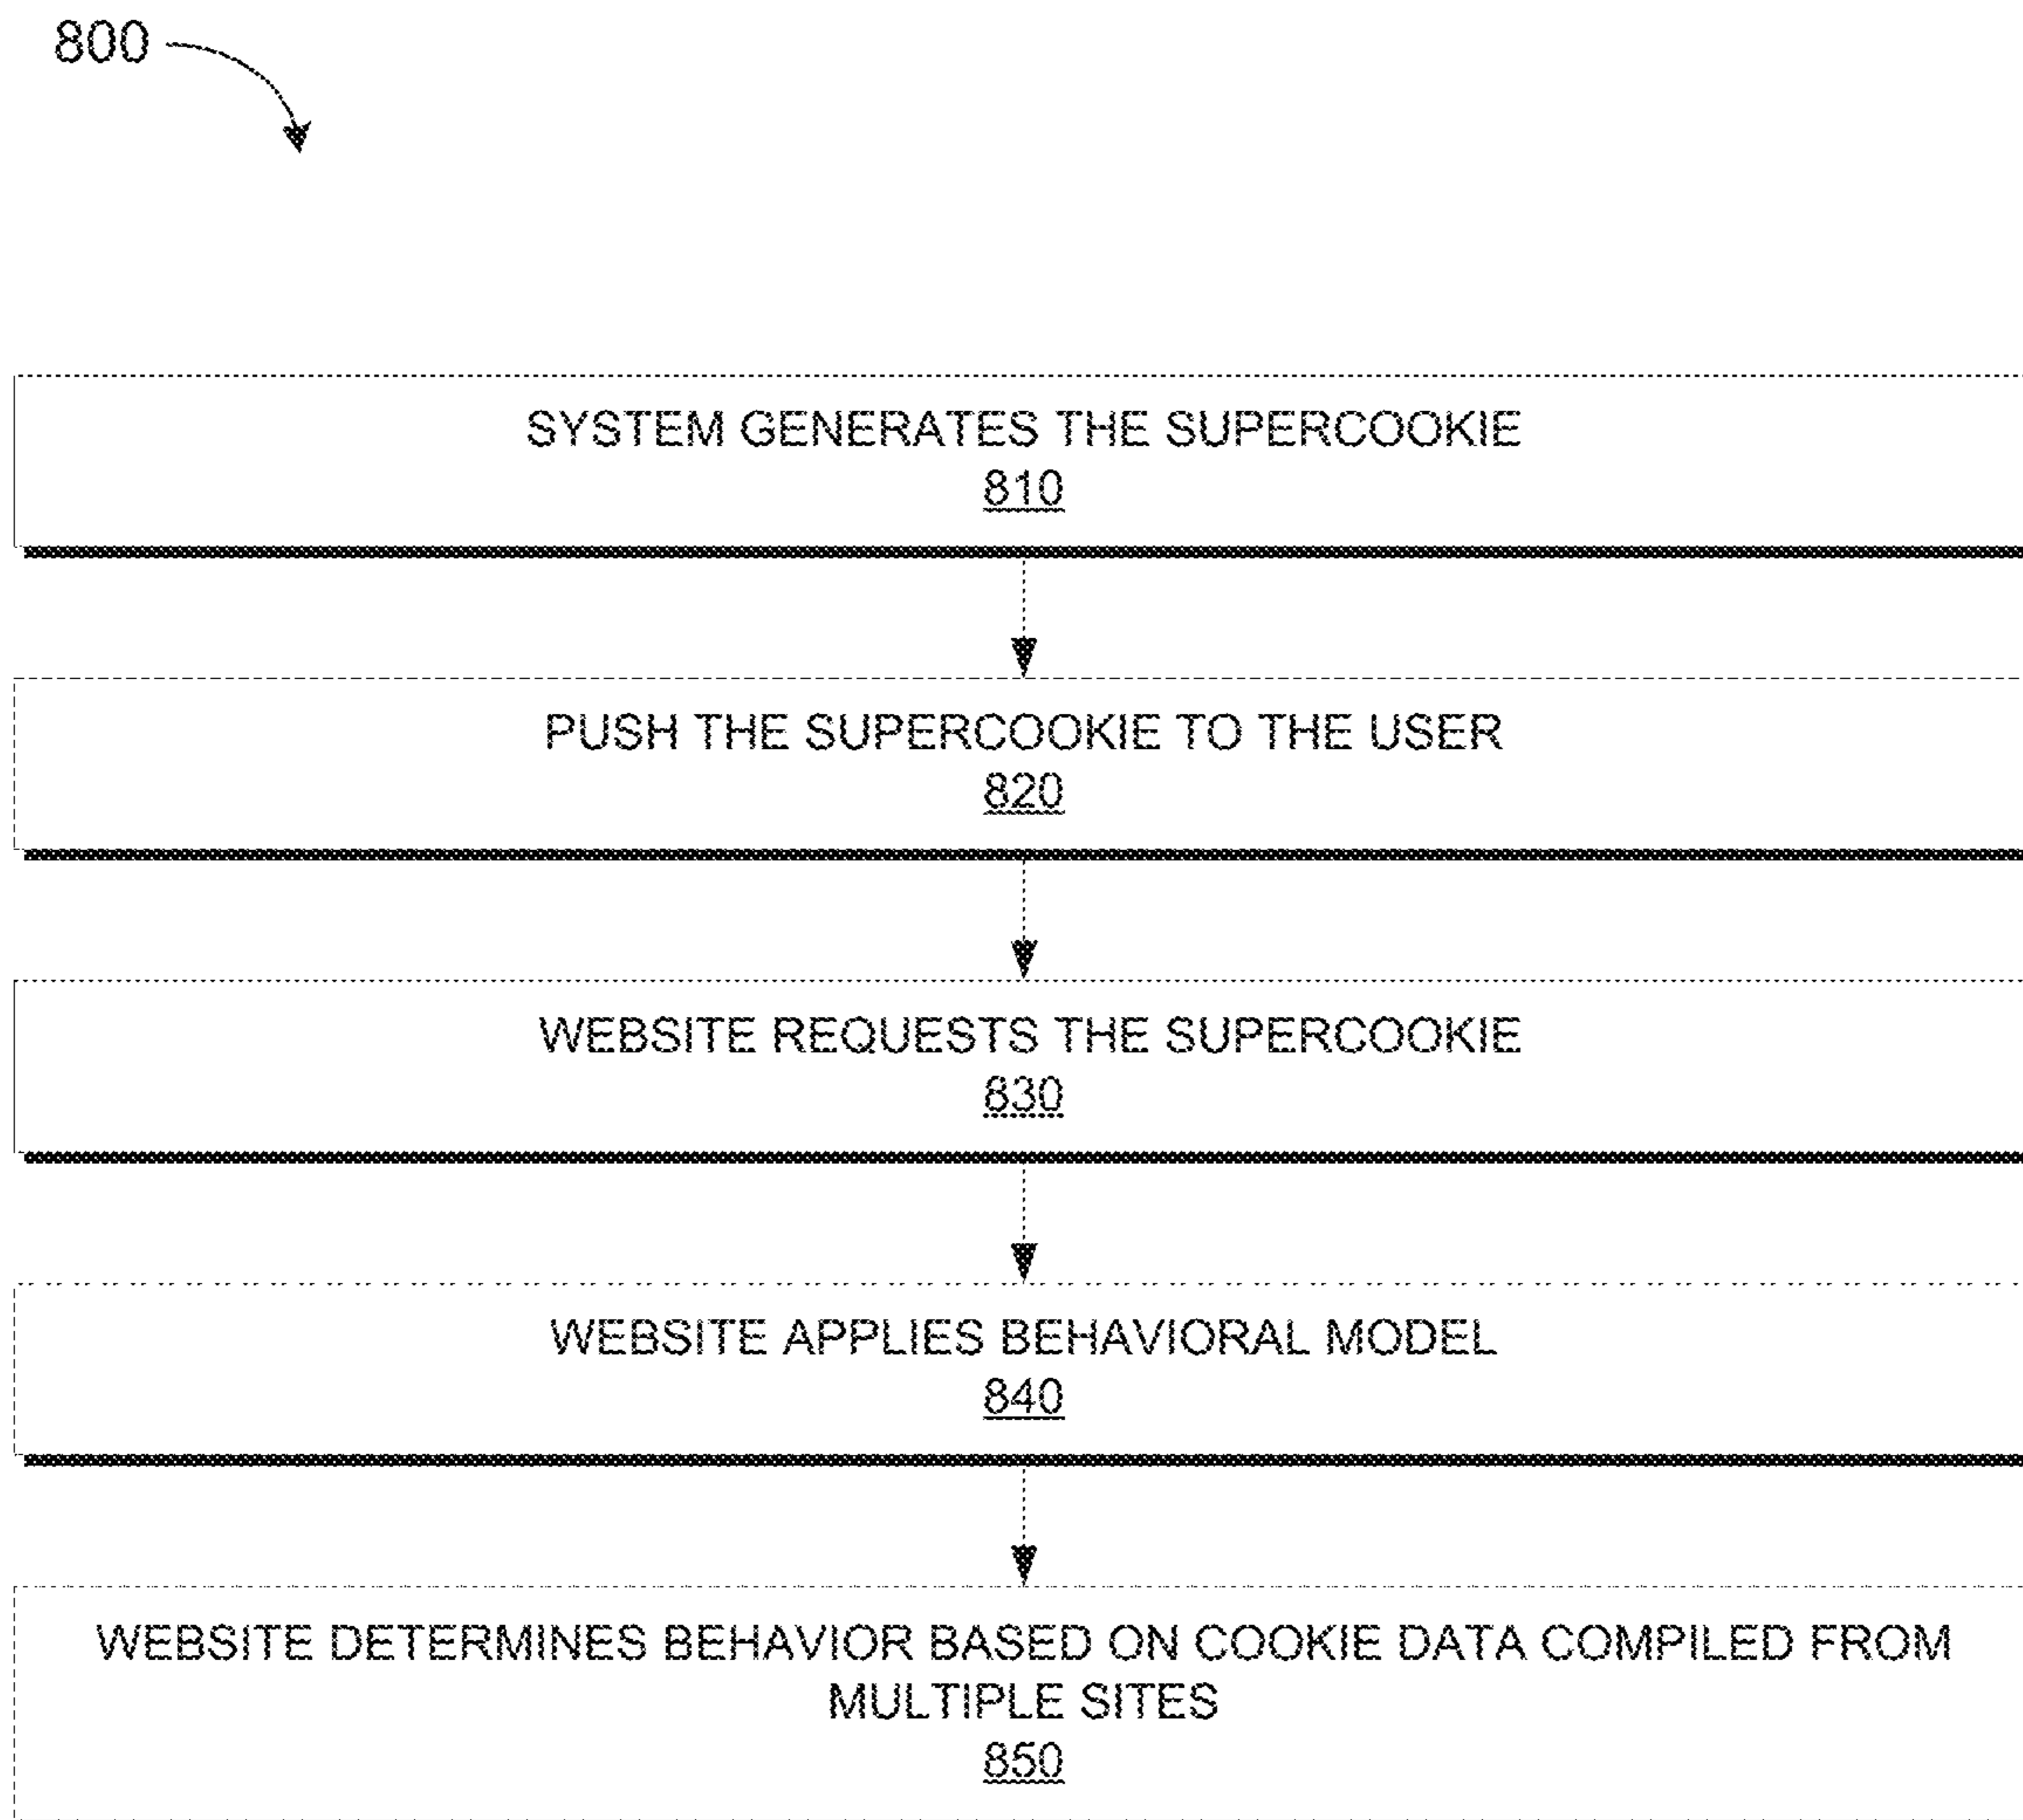 800
SYSTEM GENERATES THE SUPERCOOKIE
810
PUSH THE SUPERCOOKIE TO THE USER
820
WEBSITE REQUESTS THE SUPERCOOKIE
830
WEBSITE APPLIES BEHAVIORAL MODEL
840
WEBSITE DETERMINES BEHAVIOR BASED ON COOKIE DATA COMPILED FROM
MULTIPLE SITES
850